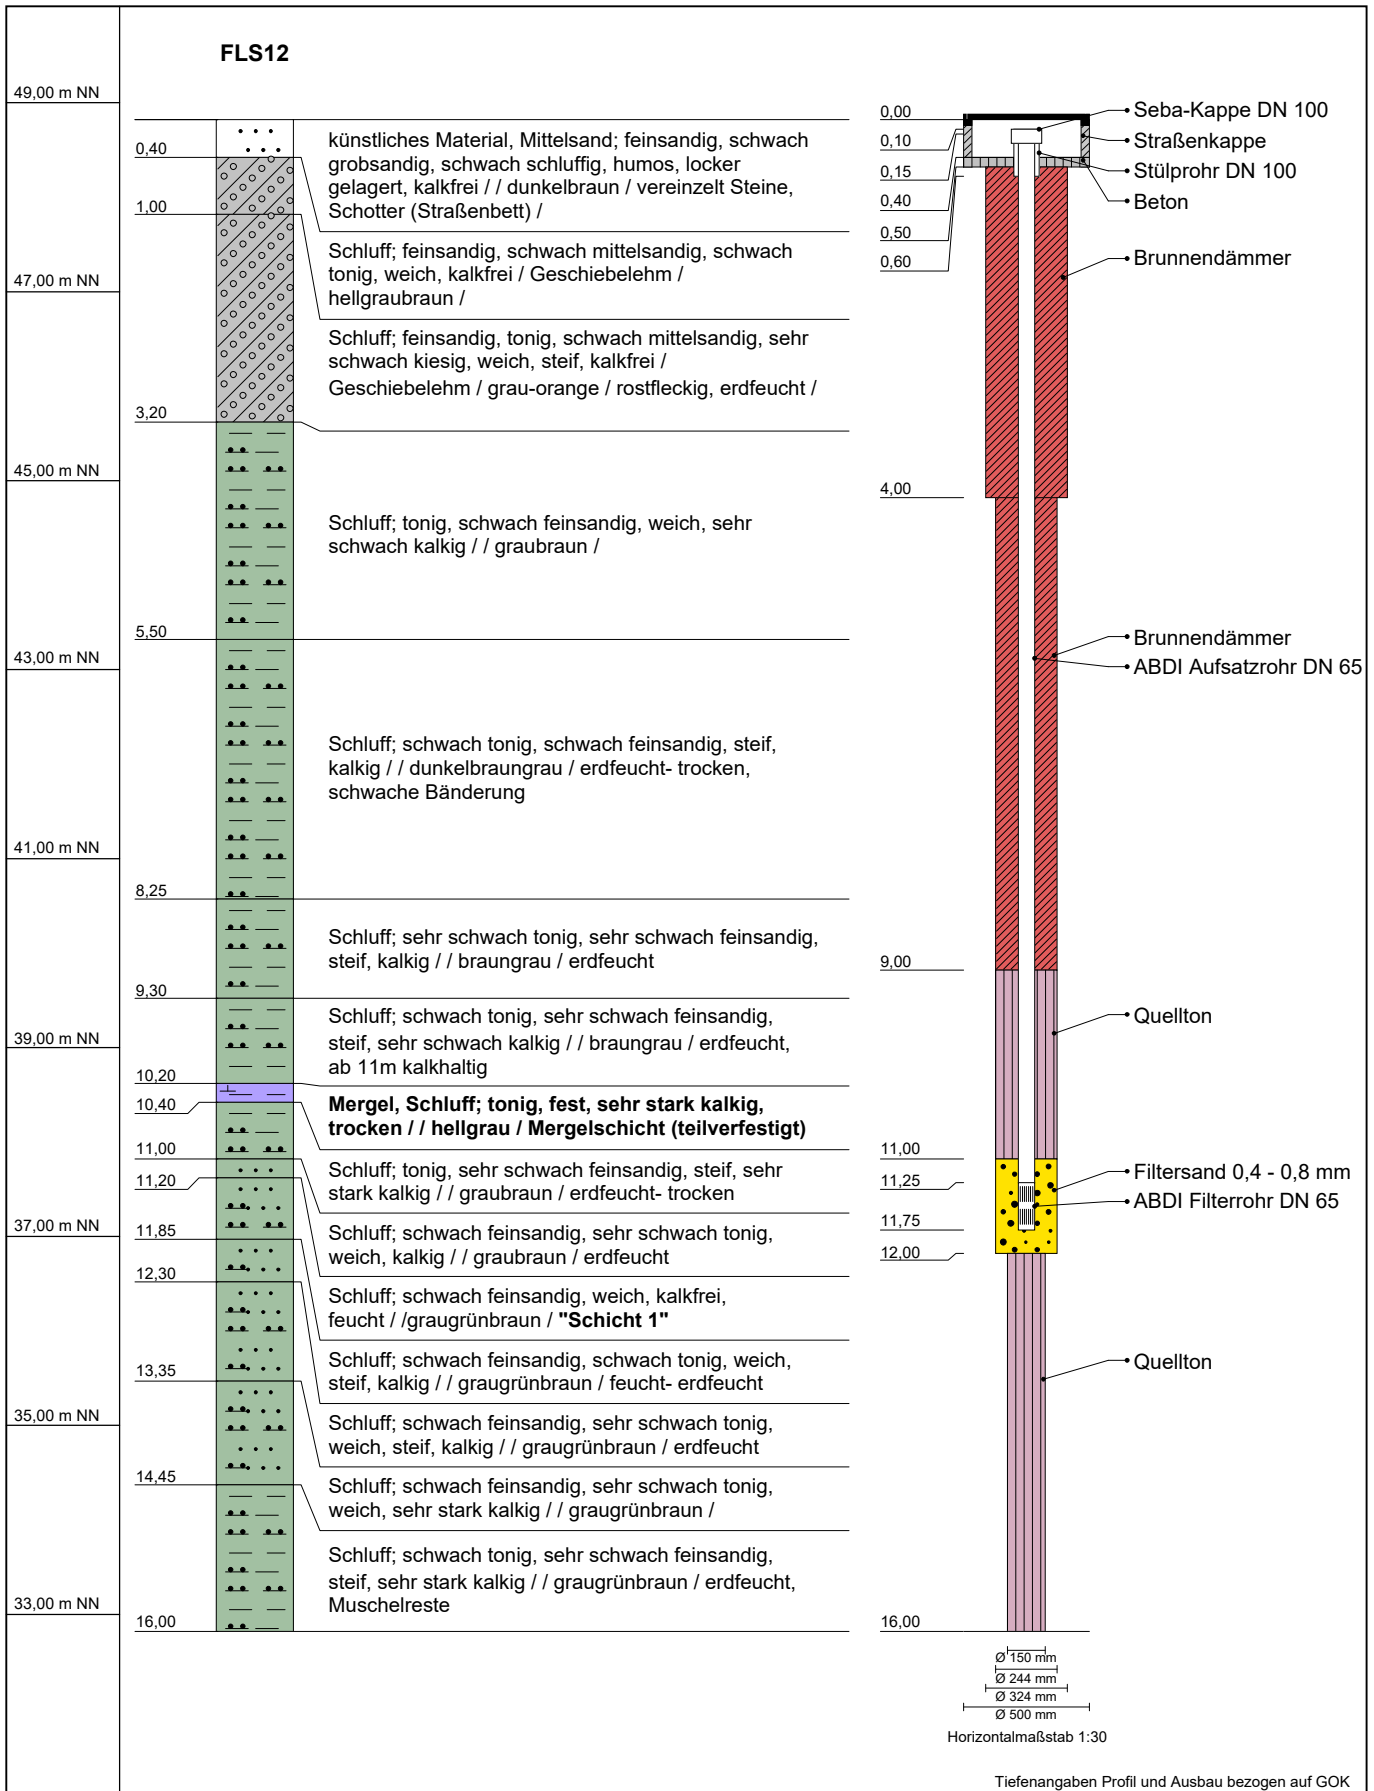 FLS12
49,00 m NN
47,00 m NN
45,00 m NN
43,00 m NN
41,00 m NN
39,00 m NN
37,00 m NN
35,00 m NN
33,00 m NN
0,40
1,00
3,20
5,50
8,25
9,30
10,20
10,40
11,00
11,20
11,85
12,30
13,35
14,45
16,00
künstliches Material, Mittelsand; feinsandig, schwach
grobsandig, schwach schluffig, humos, locker
gelagert, kalkfrei / / dunkelbraun / vereinzelt Steine,
Schotter (Straßenbett) /
Schluff; feinsandig, schwach mittelsandig, schwach
tonig, weich, kalkfrei / Geschiebelehm /
hellgraubraun /
Schluff; feinsandig, tonig, schwach mittelsandig, sehr
schwach kiesig, weich, steif, kalkfrei /
Geschiebelehm / grau-orange / rostfleckig, erdfeucht /
Schluff; tonig, schwach feinsandig, weich, sehr
schwach kalkig / / graubraun /
Schluff; schwach tonig, schwach feinsandig, steif,
kalkig / / dunkelbraungrau / erdfeucht- trocken,
schwache Bänderung
Schluff; sehr schwach tonig, sehr schwach feinsandig,
steif, kalkig / / braungrau / erdfeucht
Schluff; schwach tonig, sehr schwach feinsandig,
steif, sehr schwach kalkig / / braungrau / erdfeucht,
ab 11m kalkhaltig
Mergel, Schluff; tonig, fest, sehr stark kalkig,
trocken / / hellgrau / Mergelschicht (teilverfestigt)
Schluff; tonig, sehr schwach feinsandig, steif, sehr
stark kalkig / / graubraun / erdfeucht- trocken
Schluff; schwach feinsandig, sehr schwach tonig,
weich, kalkig / / graubraun / erdfeucht
Schluff; schwach feinsandig, weich, kalkfrei,
feucht / /graugrünbraun / "Schicht 1"
Schluff; schwach feinsandig, schwach tonig, weich,
steif, kalkig / / graugrünbraun / feucht- erdfeucht
Schluff; schwach feinsandig, sehr schwach tonig,
weich, steif, kalkig / / graugrünbraun / erdfeucht
Schluff; schwach feinsandig, sehr schwach tonig,
weich, sehr stark kalkig / / graugrünbraun /
Schluff; schwach tonig, sehr schwach feinsandig,
steif, sehr stark kalkig / / graugrünbraun / erdfeucht,
Muschelreste
0,00
0,10
0,15
0,40
0,50
0,60
4,00
9,00
11,00
11,25
11,75
12,00
16,00
Seba-Kappe DN 100
Straßenkappe
Stülprohr DN 100
Beton
Brunnendämmer
Brunnendämmer
ABDI Aufsatzrohr DN 65
Quellton
Filtersand 0,4 - 0,8 mm
ABDI Filterrohr DN 65
Quellton
Ø 150 mm
Ø 244 mm
Ø 324 mm
Ø 500 mm
Horizontalmaßstab 1:30
Tiefenangaben Profil und Ausbau bezogen auf GOK